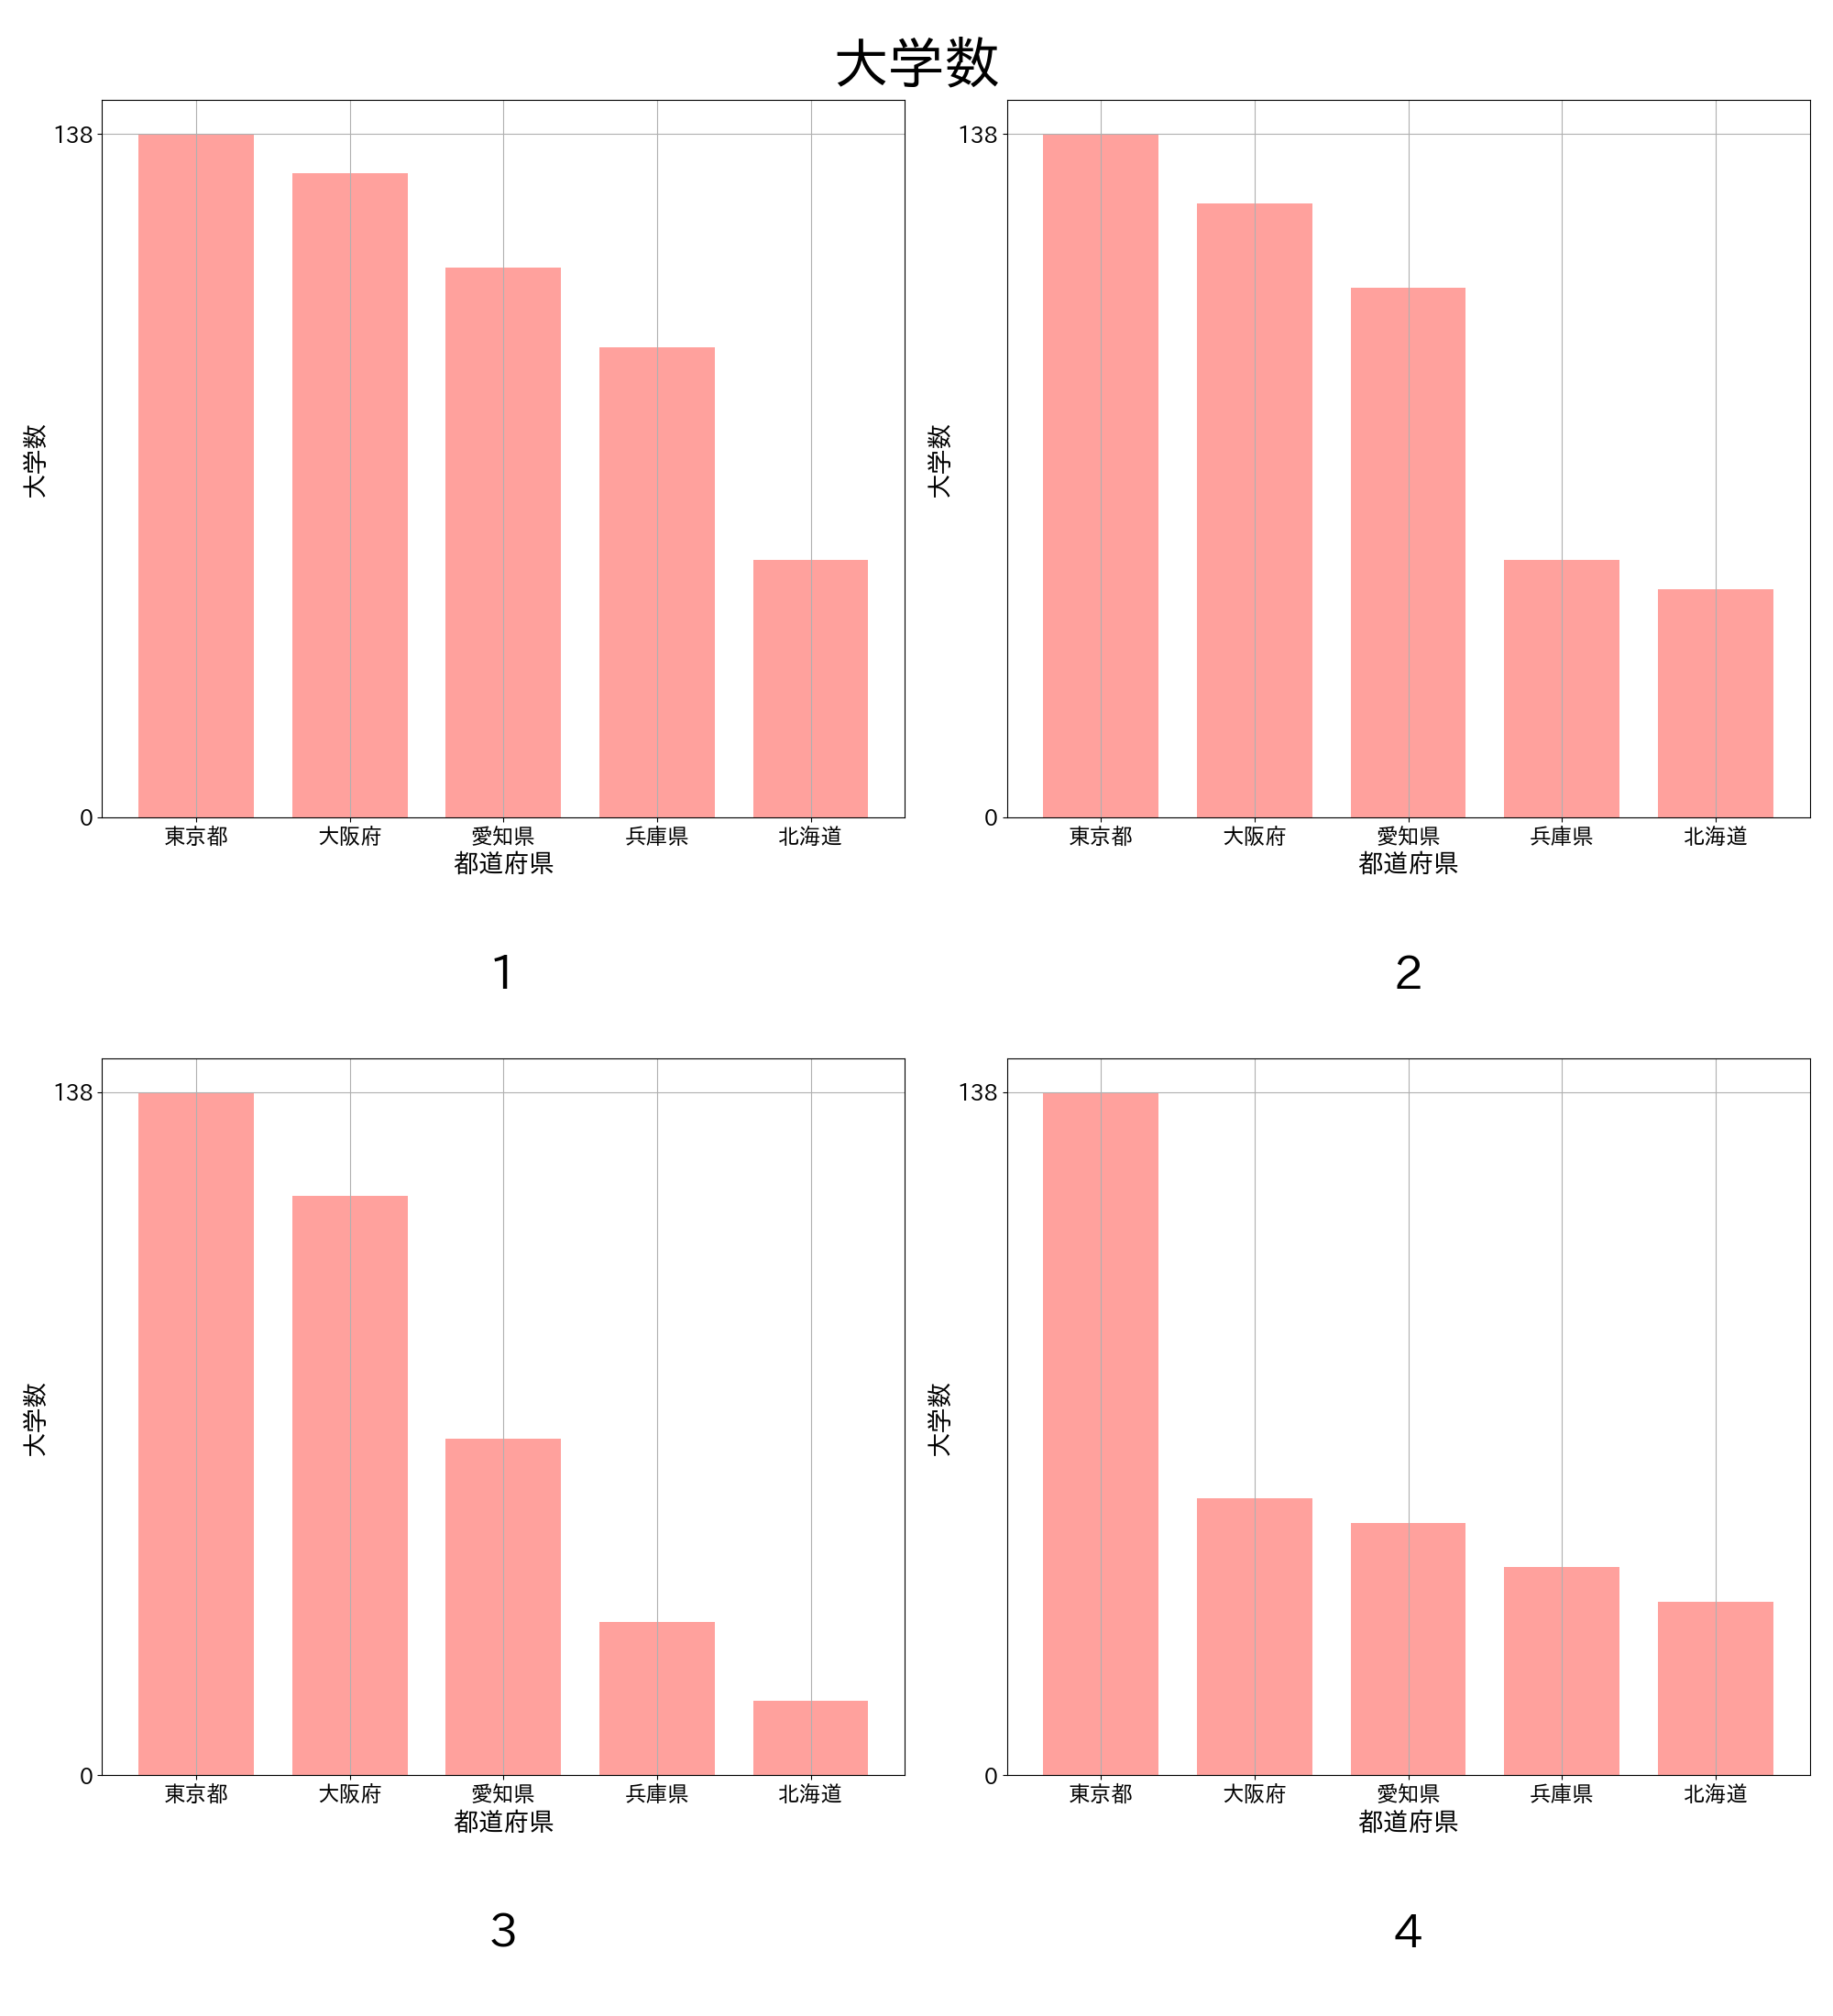 大学数
138
0
大学数
東京都 大阪府 愛知県 兵庫県 北海道
都道府県
1
138
0
大学数
東京都 大阪府 愛知県 兵庫県 北海道
都道府県
2
138
0
大学数
東京都 大阪府 愛知県 兵庫県 北海道
都道府県
3
138
0
大学数
東京都 大阪府 愛知県 兵庫県 北海道
都道府県
4